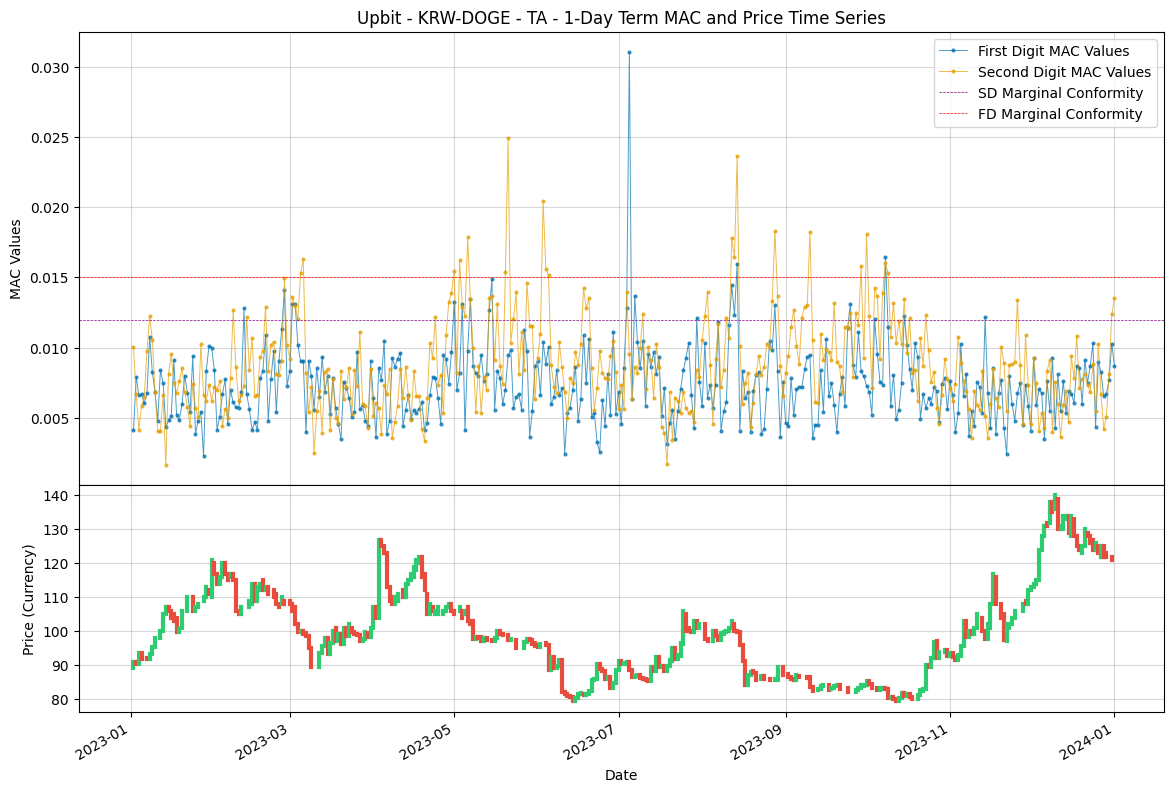 Upbit - KRW-DOGE - TA - 1-Day Term MAC and Price Time Series
First Digit MAC Values
Second Digit MAC Values
SD Marginal Conformity
FD Marginal Conformity
0.030
0.025
0.020
0.015
0.010
0.005
MAC Values
140
130
120
110
100
90
80
Price (Currency)
2023-01
2023-03
2023-05
2023-07
2023-09
2023-11
2024-01
Date